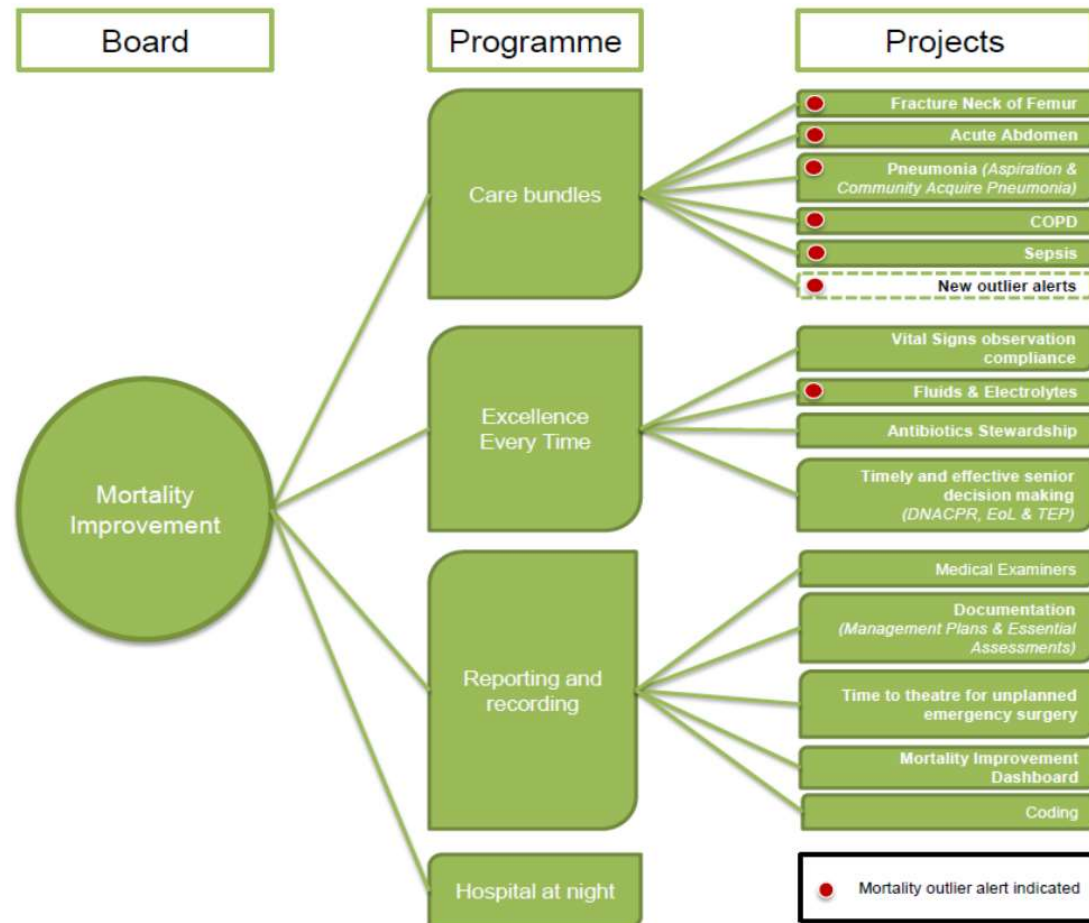 Board
Programme
Projects
Mortality
Improvement
Care bundles
Fracture Neck of Femur
Acute Abdomen
Pneumonia (Aspiration &
Community Acquire Pneumonia)
COPD
Sepsis
New outlier alerts
Excellence
Every Time
Vital Signs observation
compliance
Fluids & Electrolytes
Antibiotics Stewardship
Timely and effective senior
decision making
(DNACPR, EoL & TEP)
Reporting and
recording
Medical Examiners
Documentation
(Management Plans & Essential
Assessments)
Time to theatre for unplanned
emergency surgery
Mortality Improvement
Dashboard
Coding
Hospital at night
Mortality outlier alert indicated